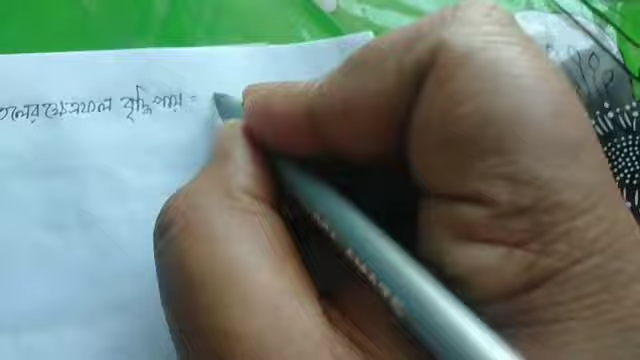 তলের ক্ষেত্রফল বৃদ্ধি পায় =